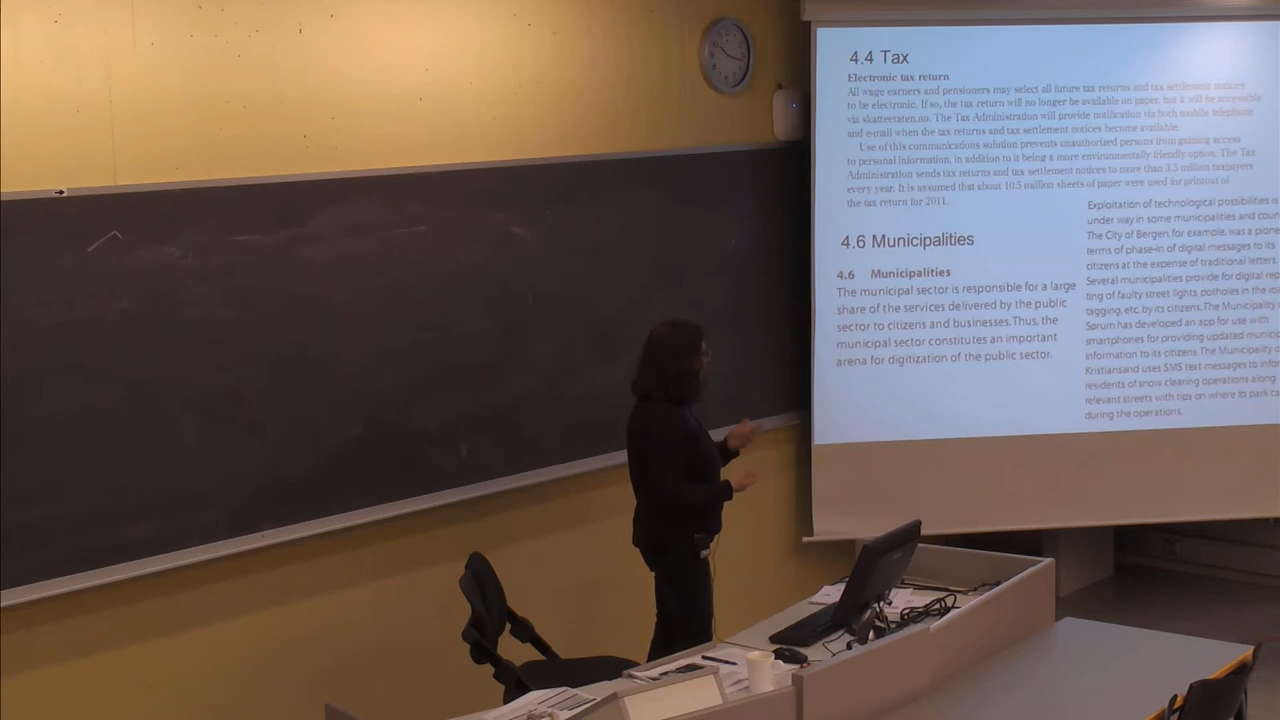 4.4 Tax
Electronic tax return
All wage earners and pensioners may select all future tax returns and tax settlement notices
to be electronic. If so, the tax return will no longer be available on paper, but it will be accessible
via skatteetaten.no. The Tax Administration will provide notification via both mobile telephone
and e-mail when the tax returns and tax settlement notices become available.
Use of this communications solution prevents unauthorized persons from gaining access
to personal information, in addition to it being a more environmentally-friendly option. The Tax
Administration sends tax returns and tax settlement notices to more than 3.5 million taxpayers
every year. It is assumed that about 10.5 million sheets of paper were used for printout of
the tax return for 2011.
4.6 Municipalities
4.6 Municipalities
The municipal sector is responsible for a large
share of the services delivered by the public
sector to citizens and businesses. Thus, the
municipal sector constitutes an important
arena for digitization of the public sector.
Exploitation of technological possibilities is
under way in some municipalities and coun
The City of Bergen, for example, was a pione
terms of phase-in of digital messages to its
citizens at the expense of traditional letters.
Several municipalities provide for digital rep
ting of faulty street lights, potholes in the roa
tagging, etc. by its citizens. The Municipality
Sørum has developed an app for use with
smartphones for providing updated municip
information to its citizens. The Municipality o
Kristiansand uses SMS text messages to infor
residents of snow clearing operations along
relevant streets with tips on where to park ca
during the operations.